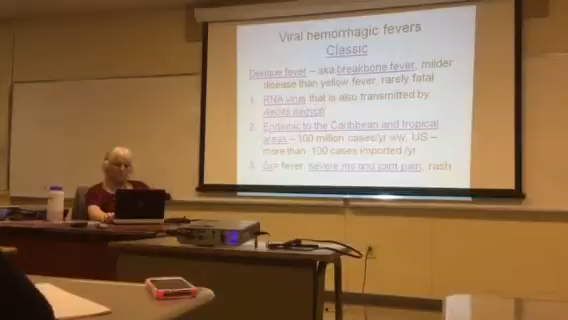 Viral hemorrhagic fevers
Classic
Dengue fever – aka breakbone fever, milder
disease than yellow fever, rarely fatal
1. RNA virus that is also transmitted by
Aedes aegypti
2. Endemic to the Caribbean and tropical
areas – 100 million cases/yr ww, US –
more than 100 cases imported /yr
3. fever, severe ms and joint pain, rash